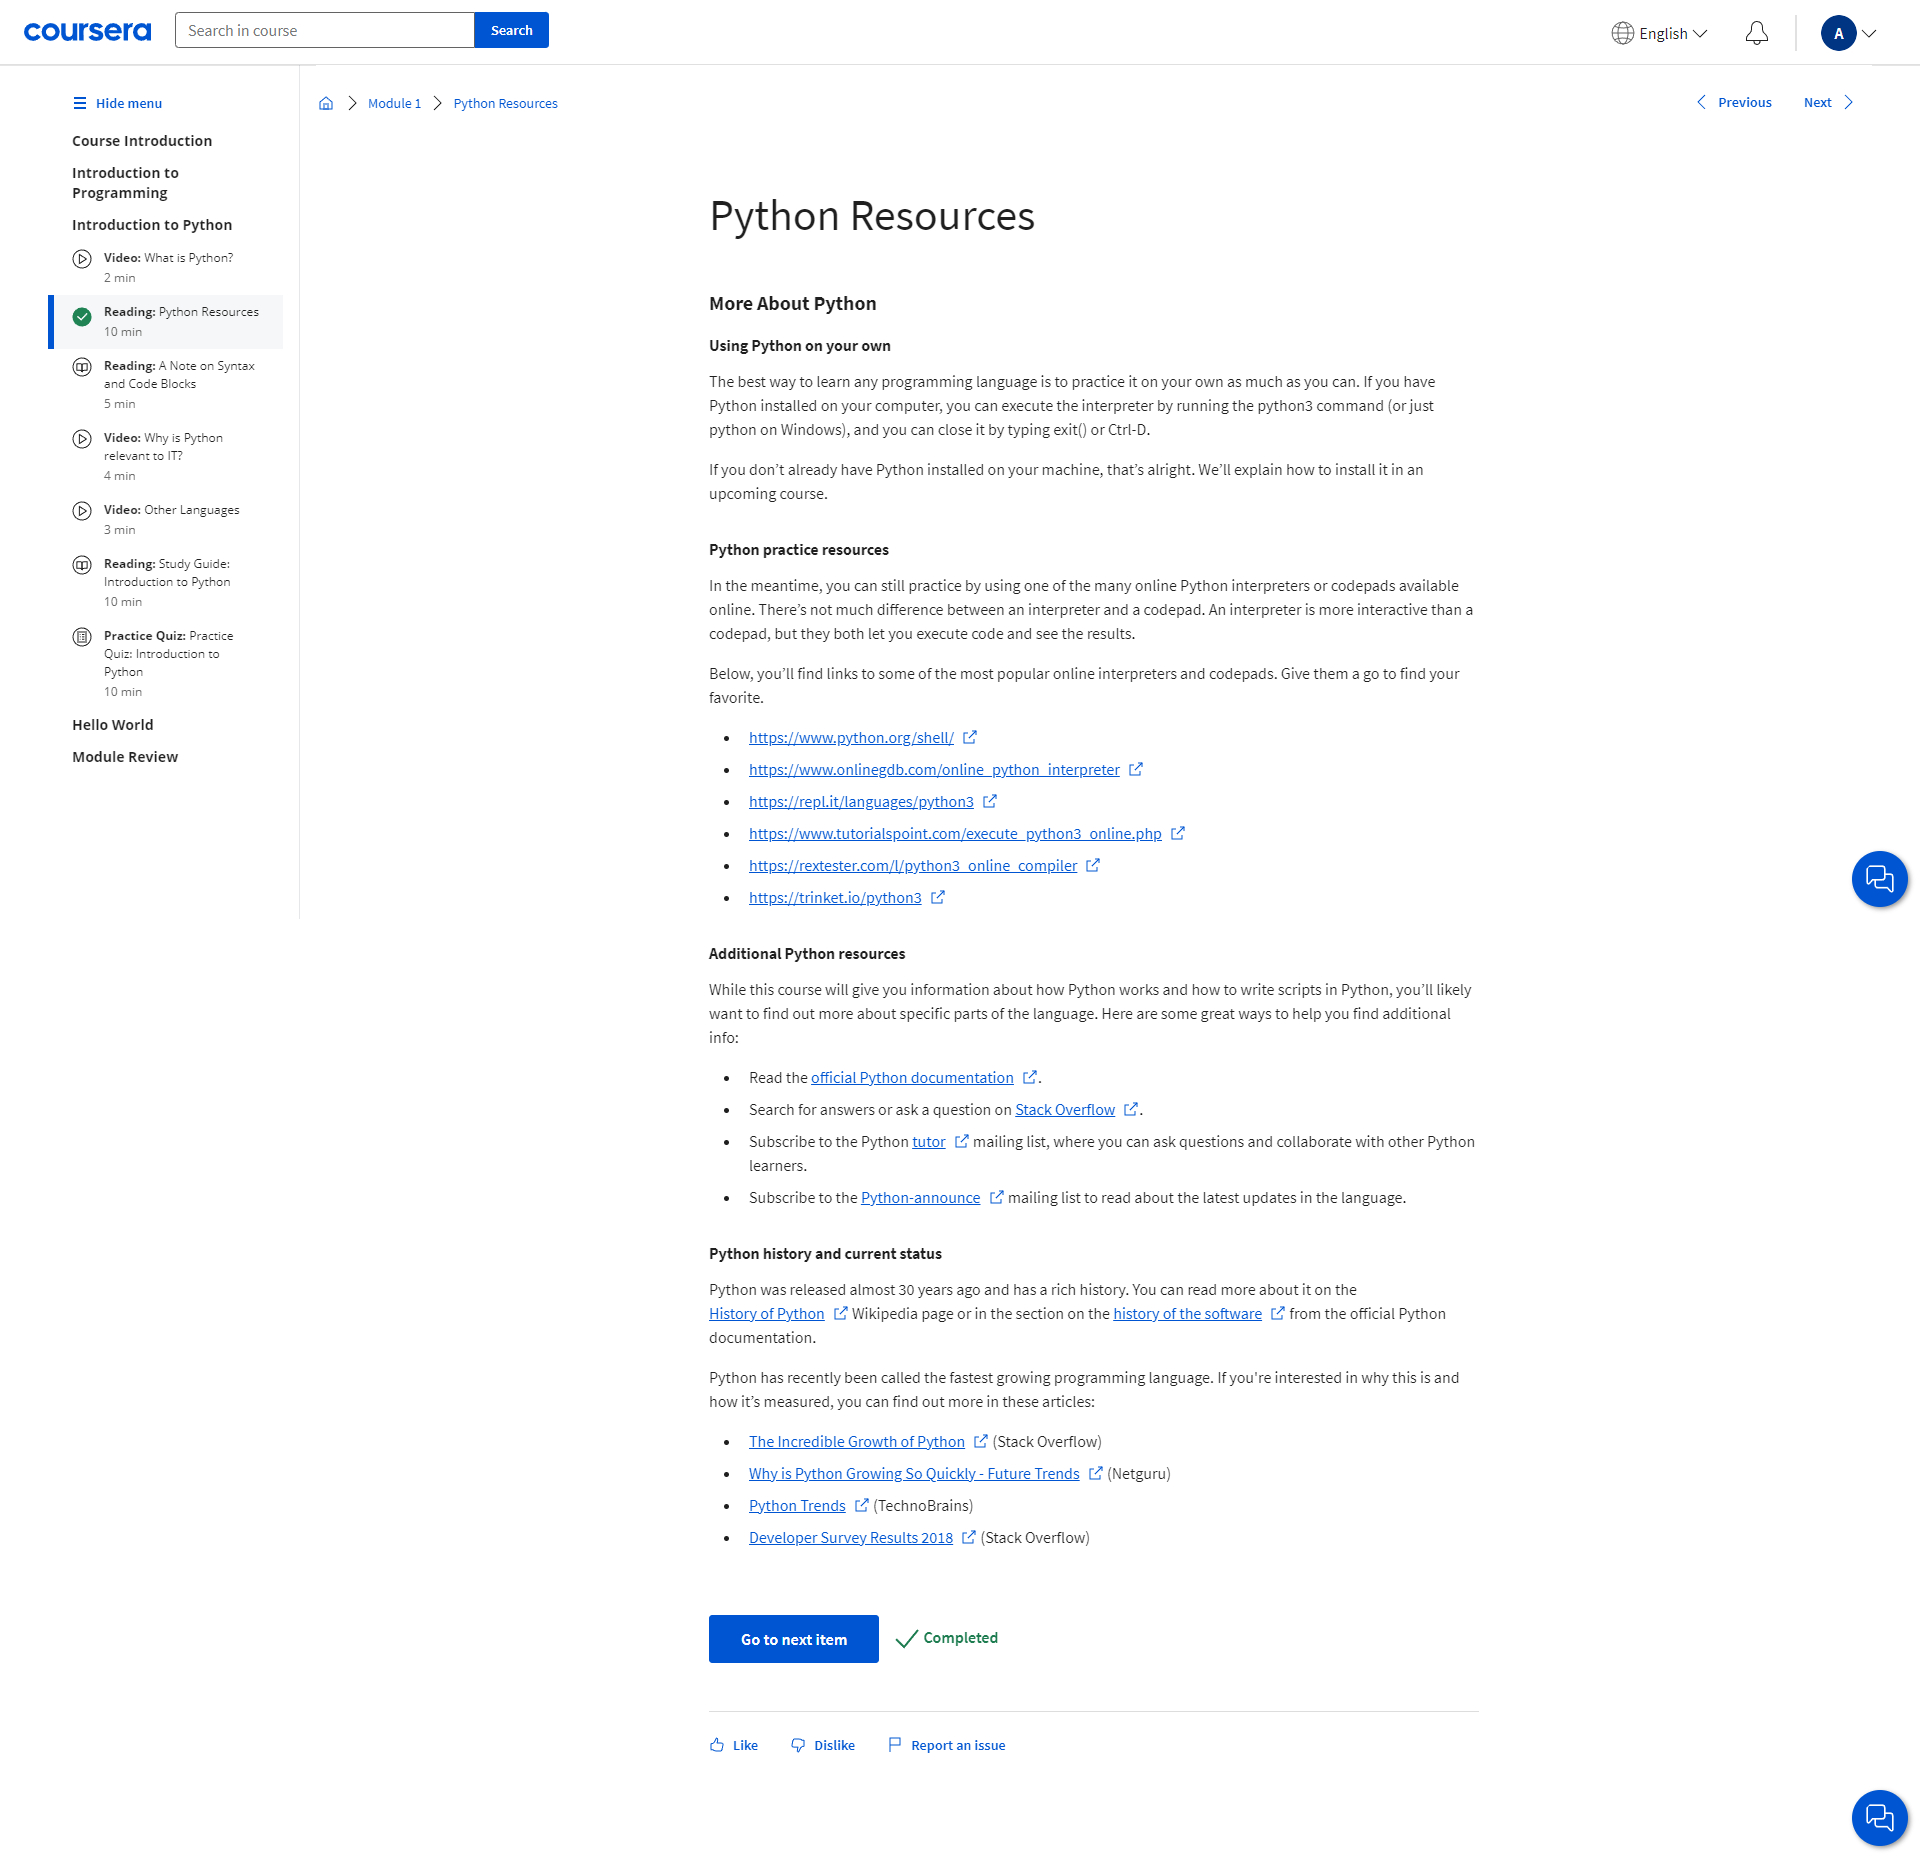 coursera
Search in course
Search
English
A
Hide menu
Course Introduction
Introduction to
Programming
Introduction to Python
Video: What is Python?
2 min
Reading: Python Resources
10 min
Reading: A Note on Syntax
and Code Blocks
5 min
Video: Why is Python
relevant to IT?
4 min
Video: Other Languages
3 min
Reading: Study Guide:
Introduction to Python
10 min
Practice Quiz: Practice
Quiz: Introduction to
Python
10 min
Hello World
Module Review
Module 1
Python Resources
Previous
Next
Python Resources
More About Python
Using Python on your own
The best way to learn any programming language is to practice it on your own as much as you can. If you have
Python installed on your computer, you can execute the interpreter by running the python3 command (or just
python on Windows), and you can close it by typing exit() or Ctrl-D.
If you don’t already have Python installed on your machine, that’s alright. We’ll explain how to install it in an
upcoming course.
Python practice resources
In the meantime, you can still practice by using one of the many online Python interpreters or codepads available
online. There’s not much difference between an interpreter and a codepad. An interpreter is more interactive than a
codepad, but they both let you execute code and see the results.
Below, you’ll find links to some of the most popular online interpreters and codepads. Give them a go to find your
favorite.
• https://www.python.org/shell/
• https://www.onlinegdb.com/online_python_interpreter
• https://repl.it/languages/python3
• https://www.tutorialspoint.com/execute_python3_online.php
• https://rextester.com/l/python3_online_compiler
• https://trinket.io/python3
Additional Python resources
While this course will give you information about how Python works and how to write scripts in Python, you’ll likely
want to find out more about specific parts of the language. Here are some great ways to help you find additional
info:
• Read the official Python documentation .
• Search for answers or ask a question on Stack Overflow .
• Subscribe to the Python tutor mailing list, where you can ask questions and collaborate with other Python
learners.
• Subscribe to the Python-announce mailing list to read about the latest updates in the language.
Python history and current status
Python was released almost 30 years ago and has a rich history. You can read more about it on the
History of Python Wikipedia page or in the section on the history of the software from the official Python
documentation.
Python has recently been called the fastest growing programming language. If you're interested in why this is and
how it’s measured, you can find out more in these articles:
• The Incredible Growth of Python (Stack Overflow)
• Why is Python Growing So Quickly - Future Trends (Netguru)
• Python Trends (TechnoBrains)
• Developer Survey Results 2018 (Stack Overflow)
Go to next item
Completed
Like
Dislike
Report an issue